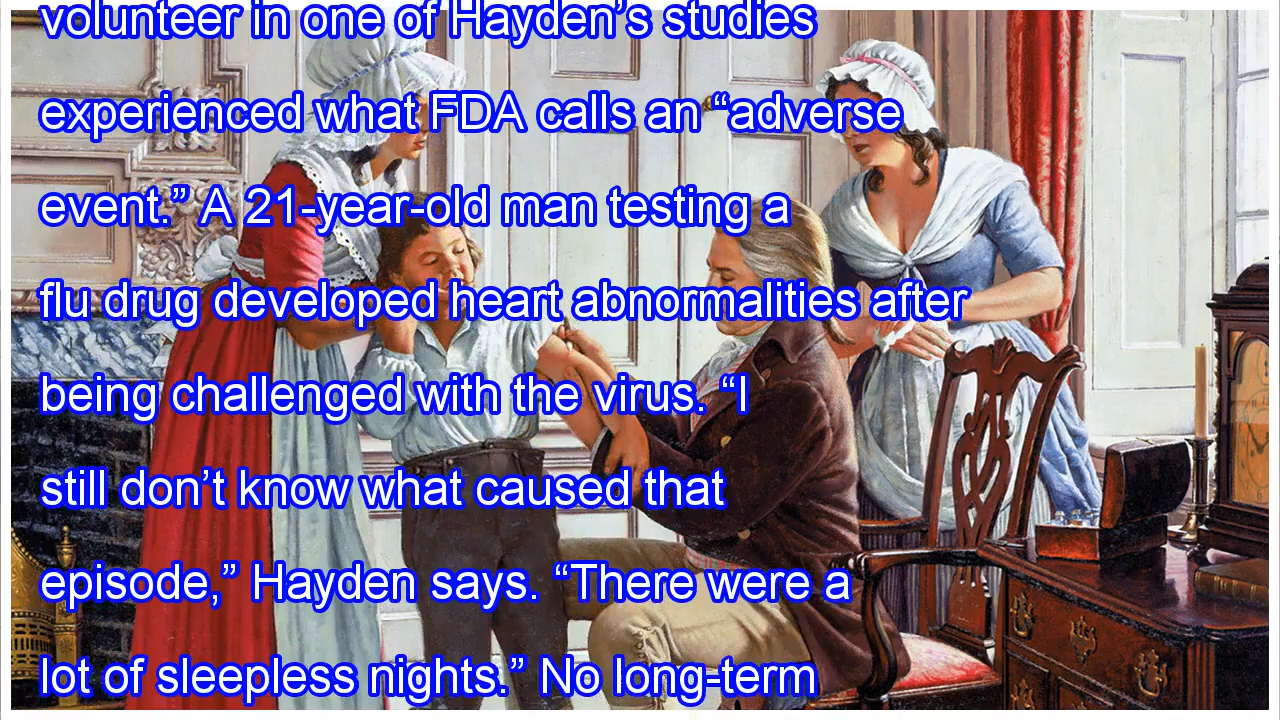 volunteer in one of Hayden’s studies
experienced what FDA calls an “adverse
event.” A 21-year-old man testing a
flu drug developed heart abnormalities after
being challenged with the virus. “I
still don’t know what caused that
episode,” Hayden says. “There were a
lot of sleepless nights.” No long-term